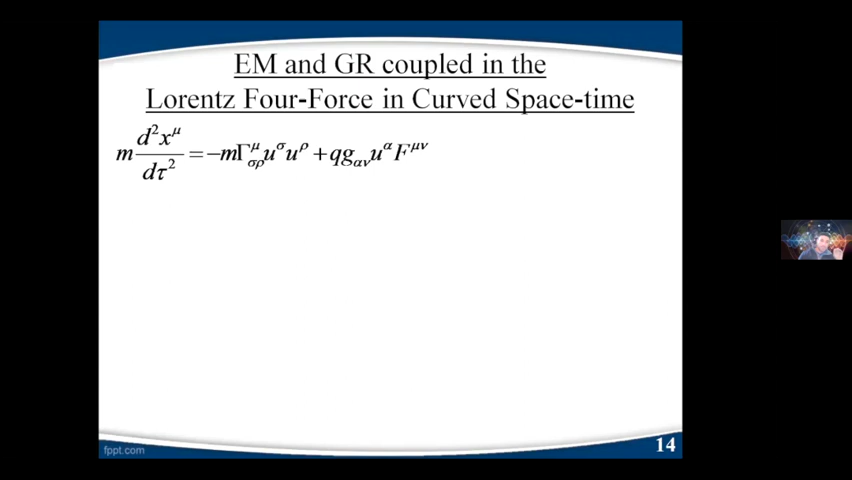 EM and GR coupled in the
Lorentz Four-Force in Curved Space-time
m d²x^μ/dτ² = −mΓ^μ_σρ u^σ u^ρ + qg_αν u^α F^μν
fppt.com
14